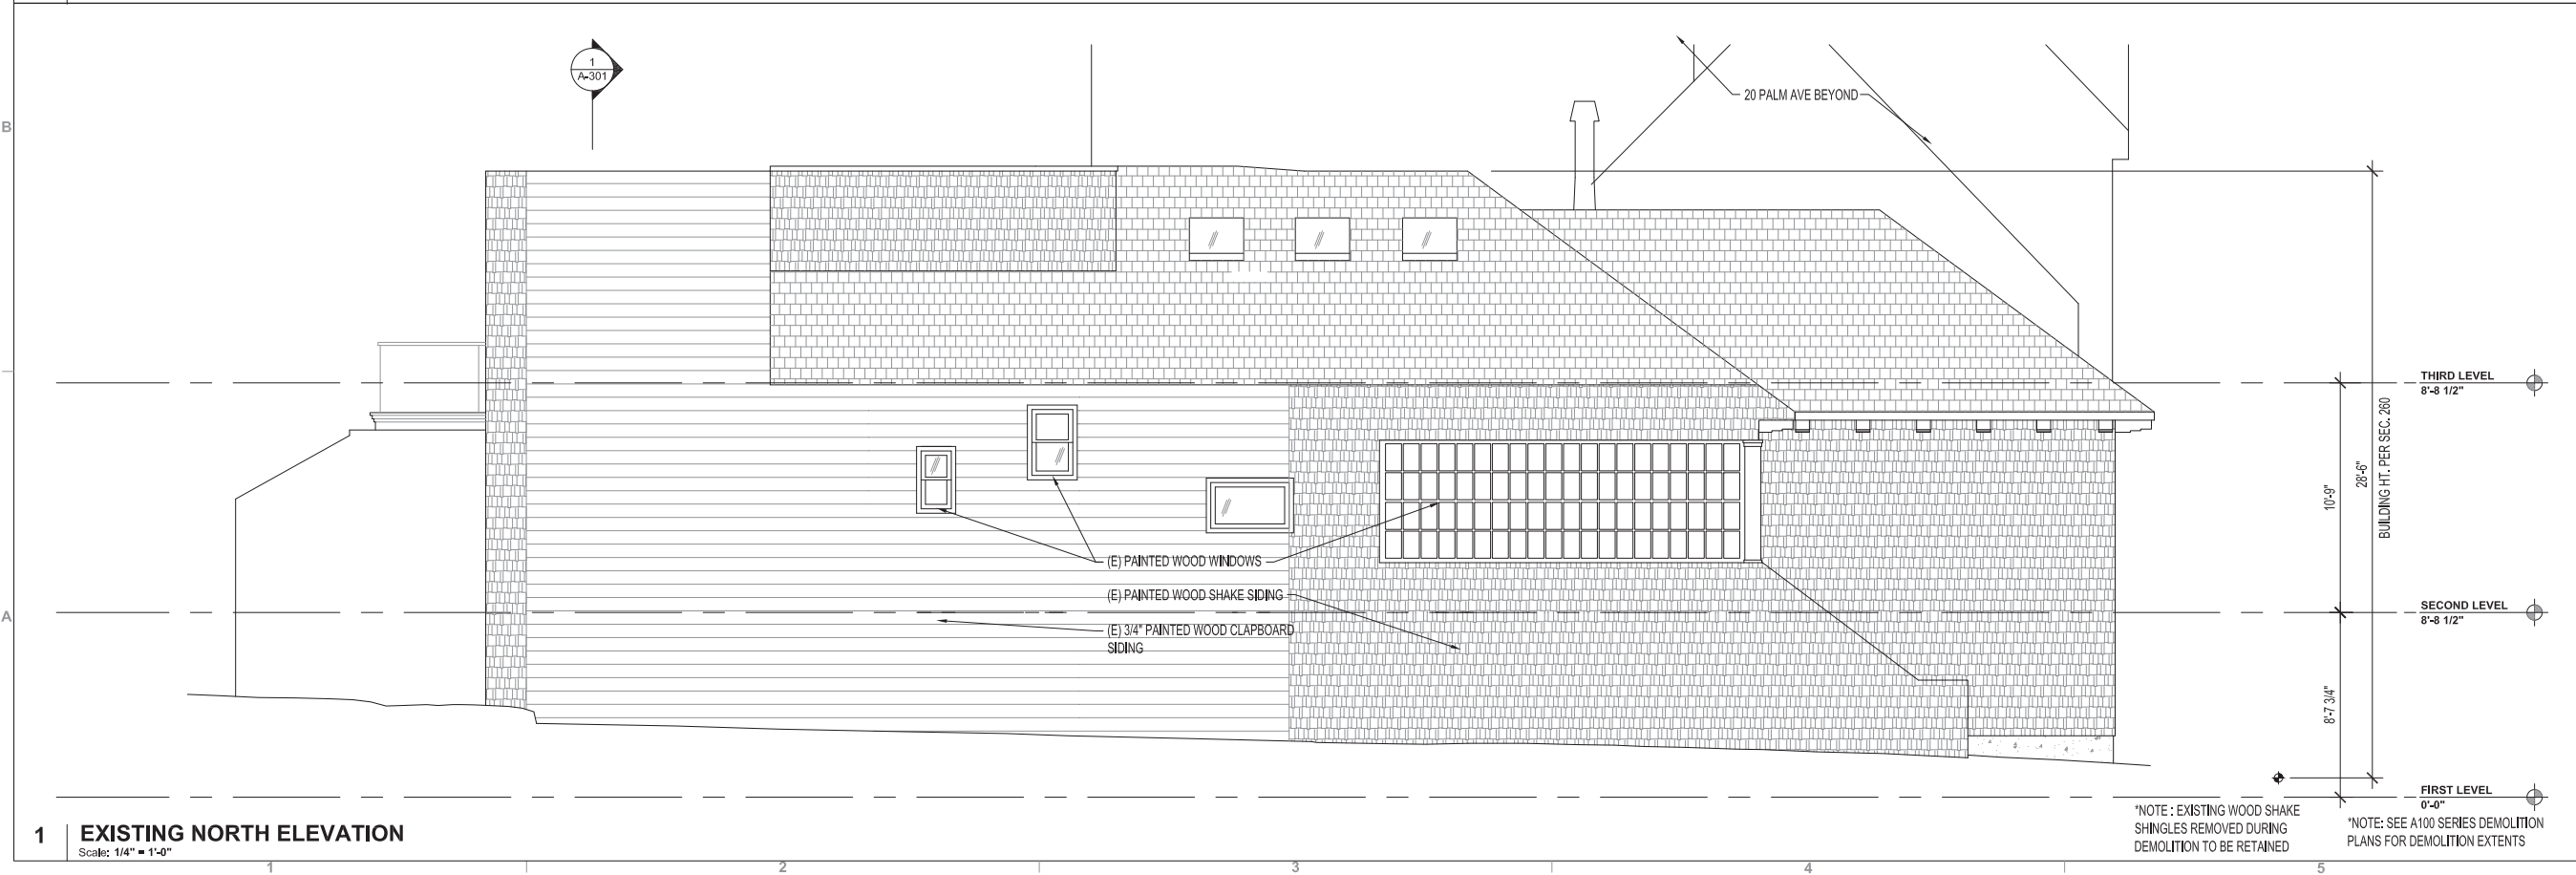 1
A-301
20 PALM AVE BEYOND
B
THIRD LEVEL
8'-8 1/2"
28'-6"
BUILDING HT. PER SEC. 260
10'-9"
(E) PAINTED WOOD WINDOWS
(E) PAINTED WOOD SHAKE SIDING
(E) 3/4" PAINTED WOOD CLAPBOARD
SIDING
A
SECOND LEVEL
8'-8 1/2"
8'-7 3/4"
FIRST LEVEL
0'-0"
*NOTE : EXISTING WOOD SHAKE
SHINGLES REMOVED DURING
DEMOLITION TO BE RETAINED
*NOTE: SEE A100 SERIES DEMOLITION
PLANS FOR DEMOLITION EXTENTS
1
EXISTING NORTH ELEVATION
Scale: 1/4" = 1'-0"
1
2
3
4
5